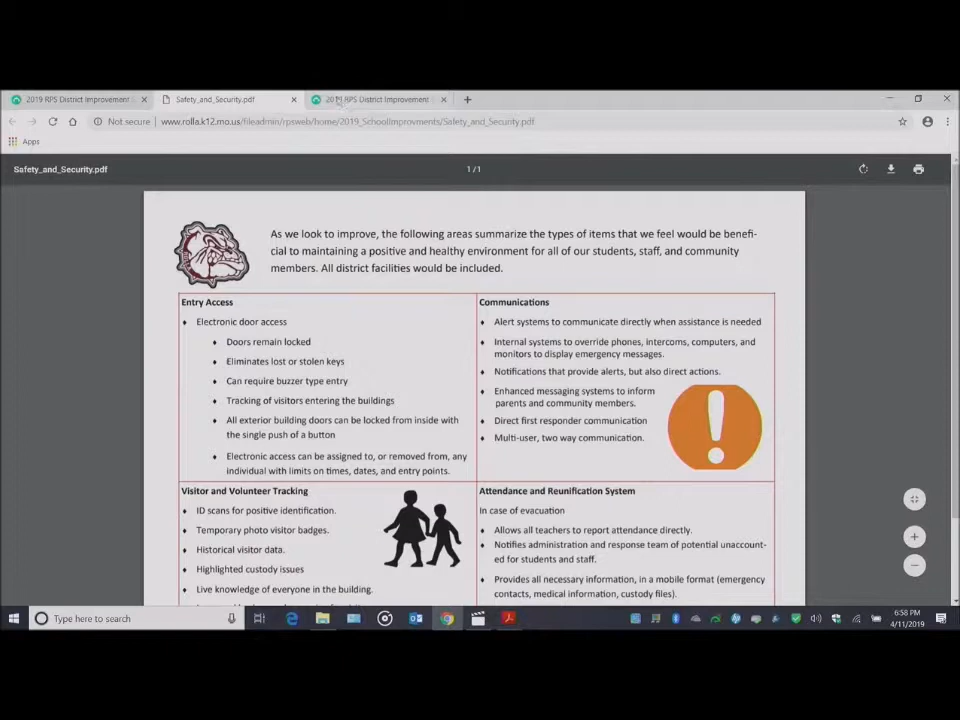 2019 RPS District Improvement
Safety_and_Security.pdf
RPS District Improvement
Not secure www.rolla.k12.mo.us/fileadmin/rpsweb/home/2019_SchoolImprovments/Safety_and_Security.pdf
Apps
Safety_and_Security.pdf
1 / 1
As we look to improve, the following areas summarize the types of items that we feel would be benefi-
cial to maintaining a positive and healthy environment for all of our students, staff, and community
members. All district facilities would be included.
Entry Access
♦ Electronic door access
♦ Doors remain locked
♦ Eliminates lost or stolen keys
♦ Can require buzzer type entry
♦ Tracking of visitors entering the buildings
♦ All exterior building doors can be locked from inside with
the single push of a button
♦ Electronic access can be assigned to, or removed from, any
individual with limits on times, dates, and entry points.
Communications
♦ Alert systems to communicate directly when assistance is needed
♦ Internal systems to override phones, intercoms, computers, and
monitors to display emergency messages.
♦ Notifications that provide alerts, but also direct actions.
♦ Enhanced messaging systems to inform
parents and community members.
♦ Direct first responder communication
♦ Multi-user, two way communication.
Visitor and Volunteer Tracking
♦ ID scans for positive identification.
♦ Temporary photo visitor badges.
♦ Historical visitor data.
♦ Highlighted custody issues
♦ Live knowledge of everyone in the building.
Attendance and Reunification System
In case of evacuation
♦ Allows all teachers to report attendance directly.
♦ Notifies administration and response team of potential unaccount-
ed for students and staff.
♦ Provides all necessary information, in a mobile format (emergency
contacts, medical information, custody files).
Type here to search
6:58 PM
4/11/2019